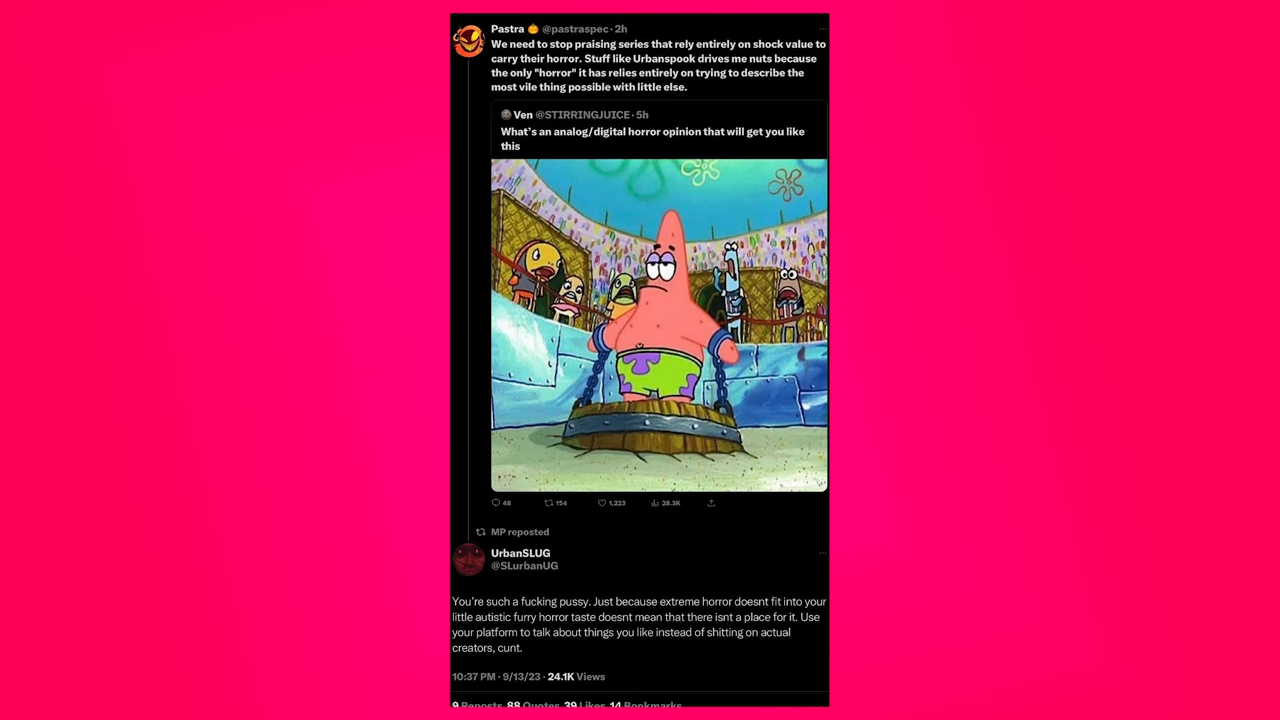 Pastra 🎃 @pastraspec · 2h
We need to stop praising series that rely entirely on shock value to
carry their horror. Stuff like Urbanspook drives me nuts because
the only "horror" it has relies entirely on trying to describe the
most vile thing possible with little else.
Ven @STIRRINGJUICE · 5h
What's an analog/digital horror opinion that will get you like
this
48 154 1,223 28.3K
MP reposted
UrbanSLUG
@SLurbanUG
You're such a fucking pussy. Just because extreme horror doesnt fit into your
little autistic furry horror taste doesnt mean that there isnt a place for it. Use
your platform to talk about things you like instead of shitting on actual
creators, cunt.
10:37 PM · 9/13/23 · 24.1K Views
9 Reposts 88 Quotes 39 Likes 14 Bookmarks